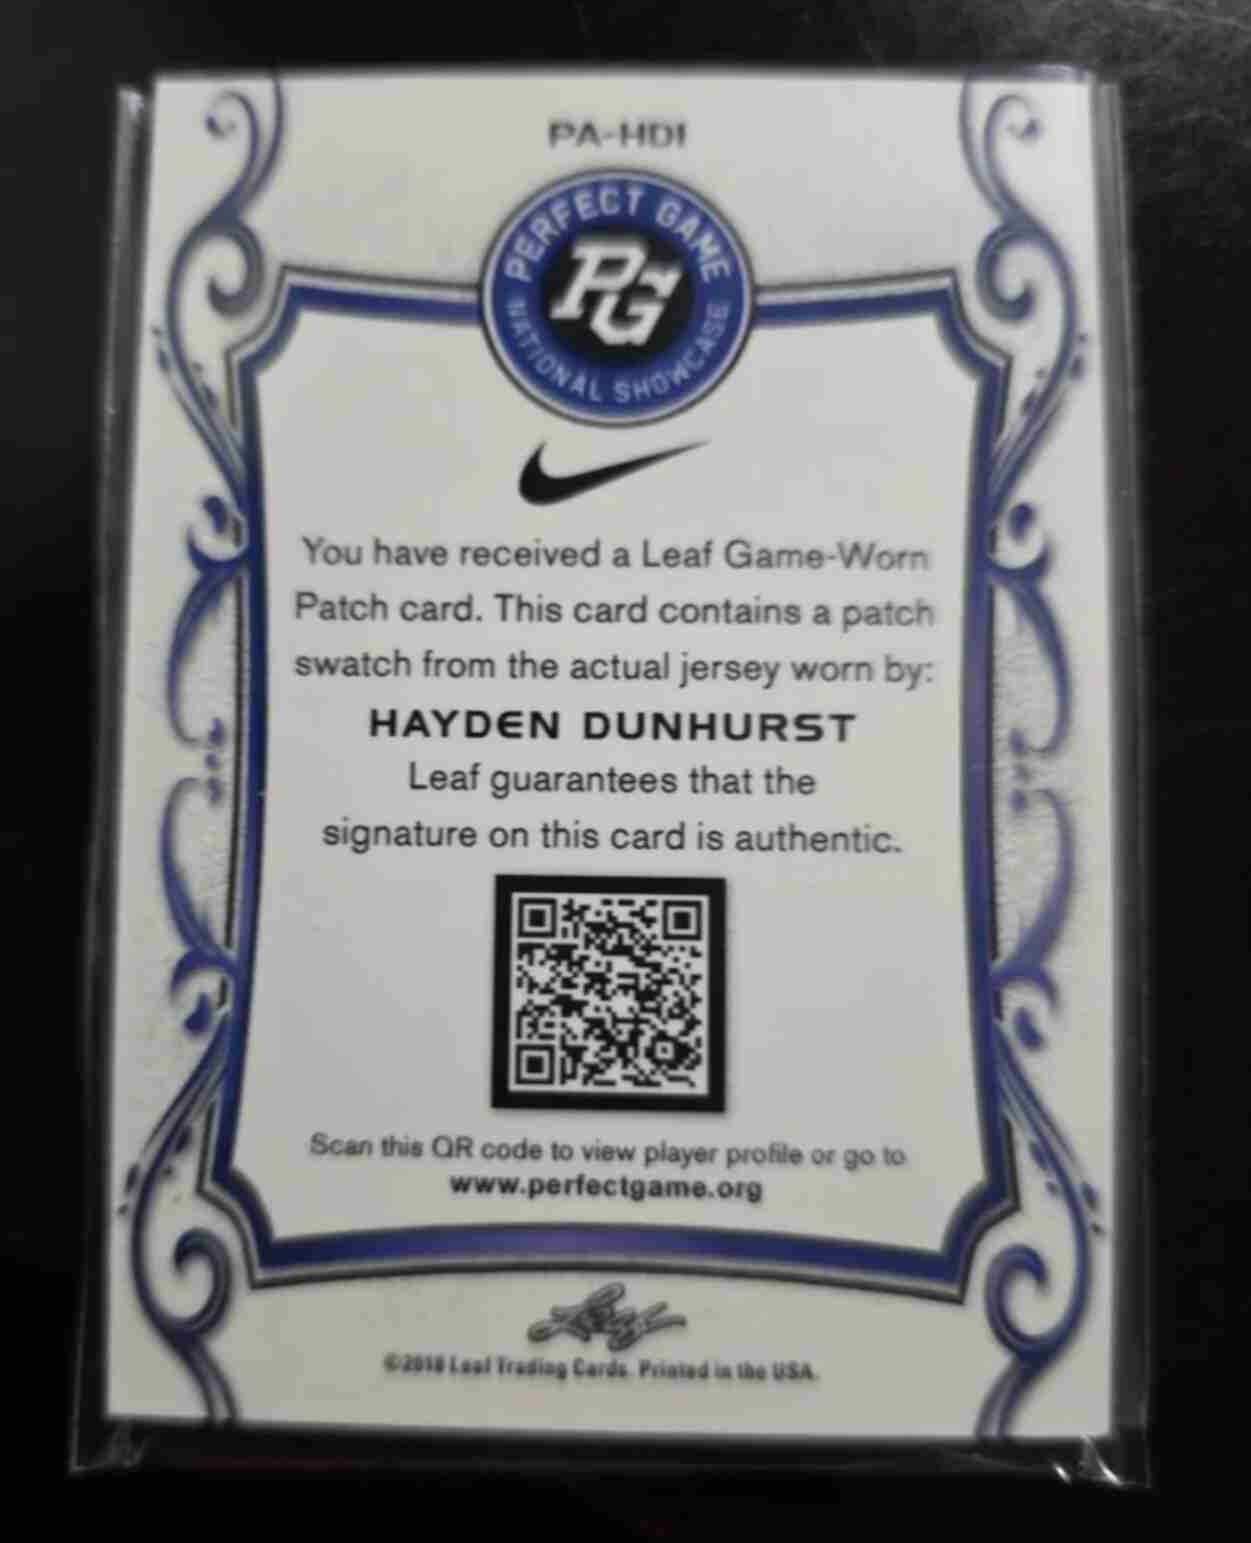 PA-HD1
PERFECT GAME
PG
NATIONAL SHOWCASE
You have received a Leaf Game-Worn
Patch card. This card contains a patch
swatch from the actual jersey worn by:
HAYDEN DUNHURST
Leaf guarantees that the
signature on this card is authentic.
Scan this QR code to view player profile or go to
www.perfectgame.org
Leaf
©2018 Leaf Trading Cards. Printed in the USA.